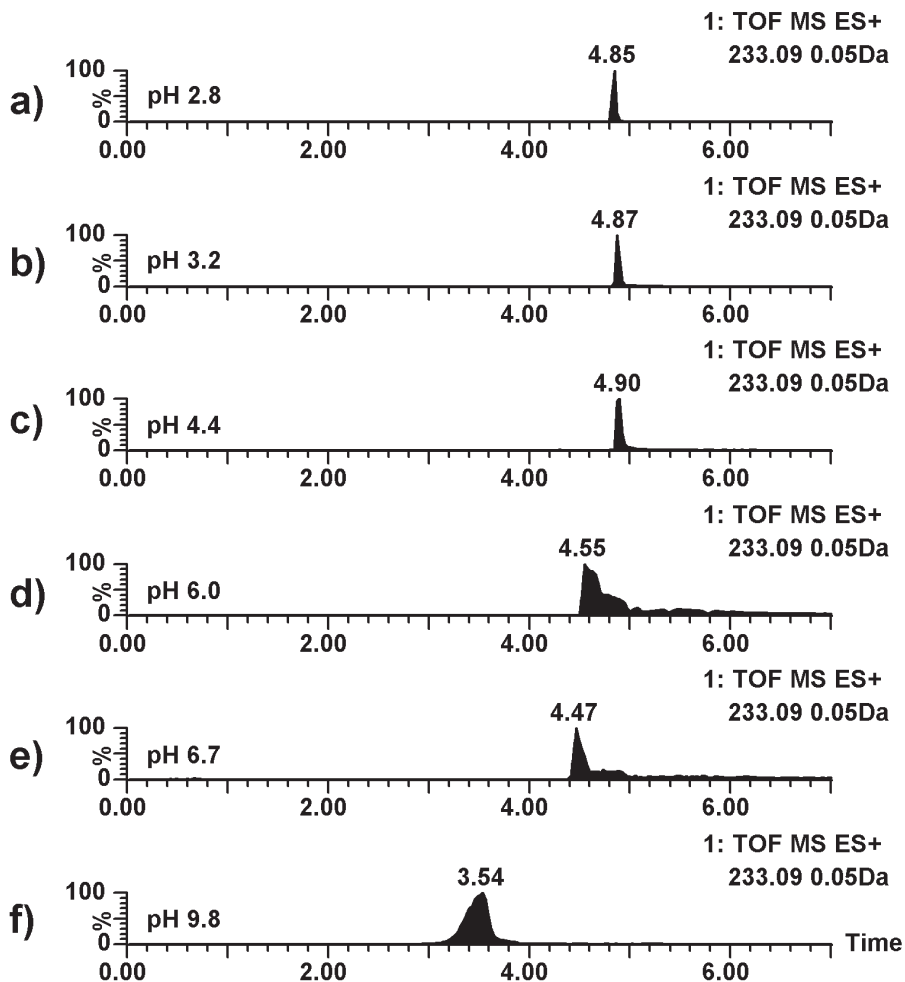 1: TOF MS ES+
4.85 233.09 0.05Da
a) 100 % 0 pH 2.8
0.00 2.00 4.00 6.00
1: TOF MS ES+
4.87 233.09 0.05Da
b) 100 % 0 pH 3.2
0.00 2.00 4.00 6.00
1: TOF MS ES+
4.90 233.09 0.05Da
c) 100 % 0 pH 4.4
0.00 2.00 4.00 6.00
1: TOF MS ES+
4.55 233.09 0.05Da
d) 100 % 0 pH 6.0
0.00 2.00 4.00 6.00
1: TOF MS ES+
4.47 233.09 0.05Da
e) 100 % 0 pH 6.7
0.00 2.00 4.00 6.00
1: TOF MS ES+
3.54 233.09 0.05Da
f) 100 % 0 pH 9.8 Time
0.00 2.00 4.00 6.00